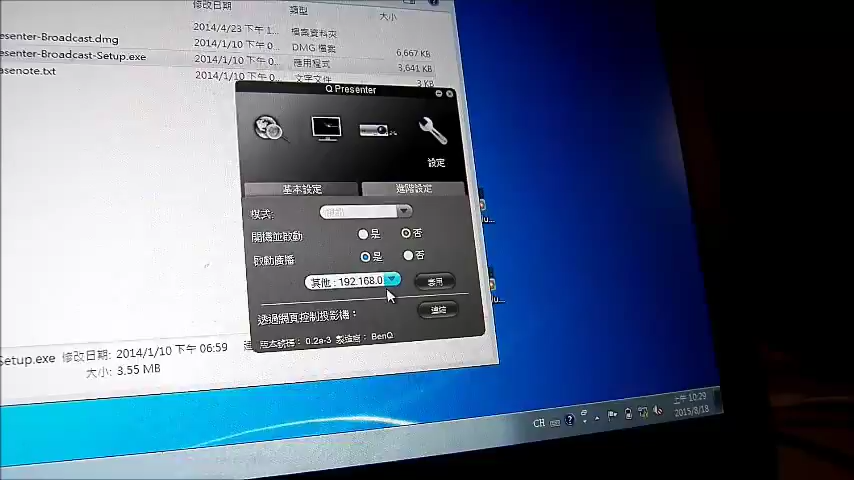 修改日期 類型 大小
2014/4/23 下午 1... 檔案資料夾
esenter-Broadcast.dmg 2014/1/10 下午 0... DMG 檔案 6,667 KB
esenter-Broadcast-Setup.exe 2014/1/10 下午 0... 應用程式 3,641 KB
asenote.txt 2014/1/10 下午 0... 文字文件 3 KB
Q Presenter
設定
基本設定 進階設定
模式:
開機並啟動 是 否
啟動廣播 是 否
其他 : 192.168.0 套用
透過網頁控制投影機 : 連結
版本號碼 : 0.2a-3 製造商 : BenQ
Setup.exe 修改日期: 2014/1/10 下午 06:59
大小: 3.55 MB
CH
上午 10:29
2015/8/18